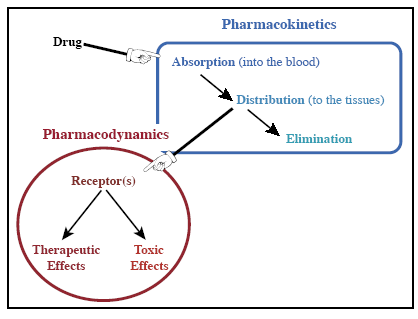 Pharmacokinetics
Drug
Absorption (into the blood)
Distribution (to the tissues)
Elimination
Pharmacodynamics
Receptor(s)
Therapeutic
Effects
Toxic
Effects